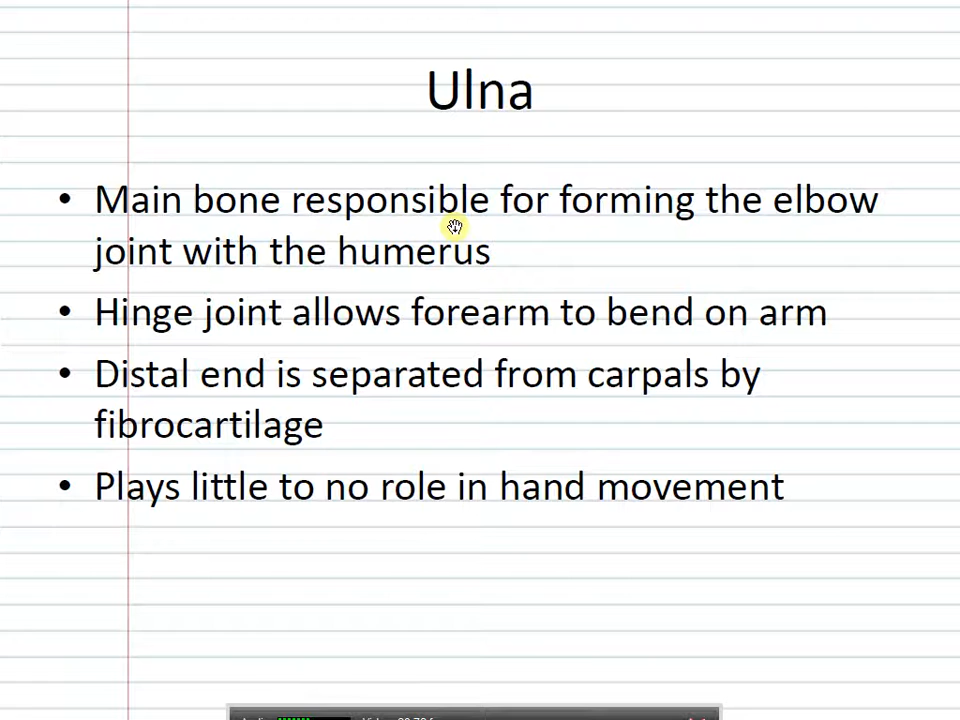 Ulna
• Main bone responsible for forming the elbow
joint with the humerus
• Hinge joint allows forearm to bend on arm
• Distal end is separated from carpals by
fibrocartilage
• Plays little to no role in hand movement